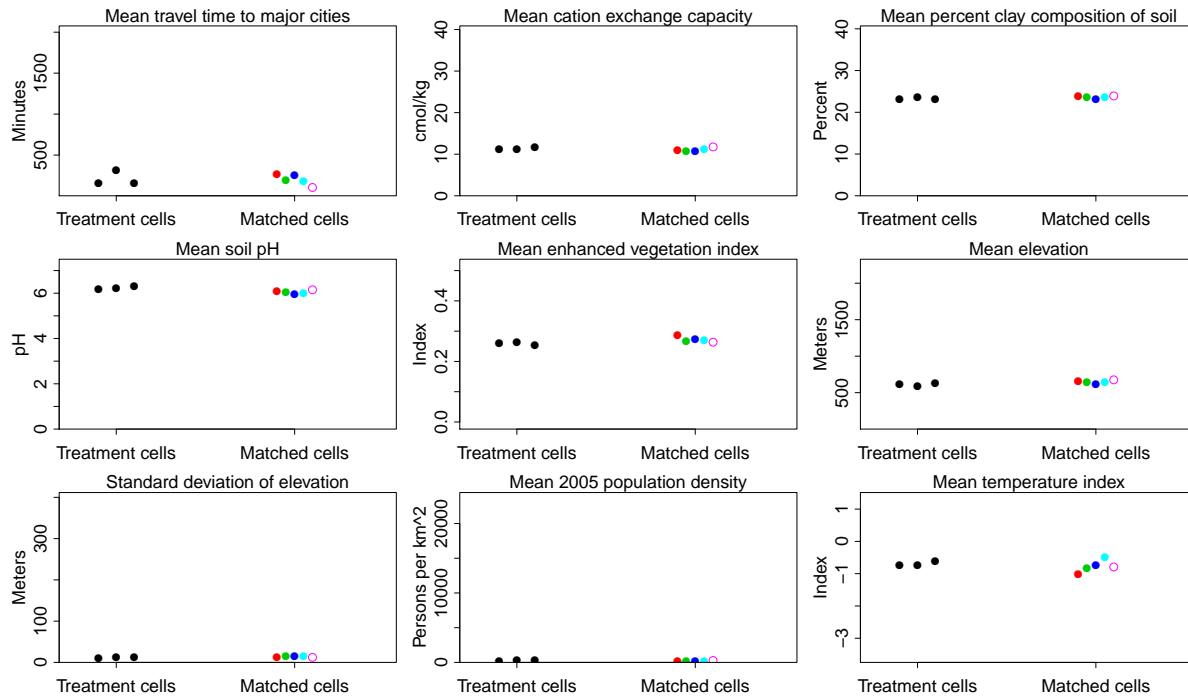 Mean travel time to major cities
Minutes
500
1500
Treatment cells
Matched cells
Mean cation exchange capacity
cmol/kg
0
10
20
30
40
Treatment cells
Matched cells
Mean percent clay composition of soil
Percent
0
10
20
30
40
Treatment cells
Matched cells
Mean soil pH
pH
0
2
4
6
Treatment cells
Matched cells
Mean enhanced vegetation index
Index
0.0
0.2
0.4
Treatment cells
Matched cells
Mean elevation
Meters
500
1500
Treatment cells
Matched cells
Standard deviation of elevation
Meters
0
100
300
Treatment cells
Matched cells
Mean 2005 population density
Persons per km^2
0
10000
20000
Treatment cells
Matched cells
Mean temperature index
Index
−3
−1
0
1
Treatment cells
Matched cells